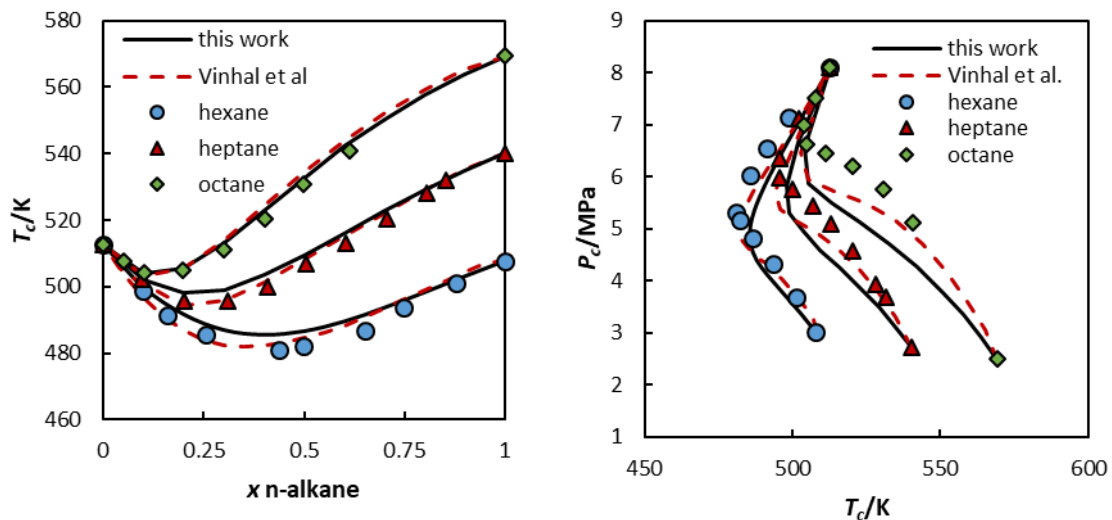 580
560
540
520
500
480
460
Tc/K
this work
Vinhal et al
hexane
heptane
octane
0
0.25
0.5
0.75
1
x n-alkane
9
8
7
6
5
4
3
2
1
Pc/MPa
this work
Vinhal et al.
hexane
heptane
octane
450
500
550
600
Tc/K